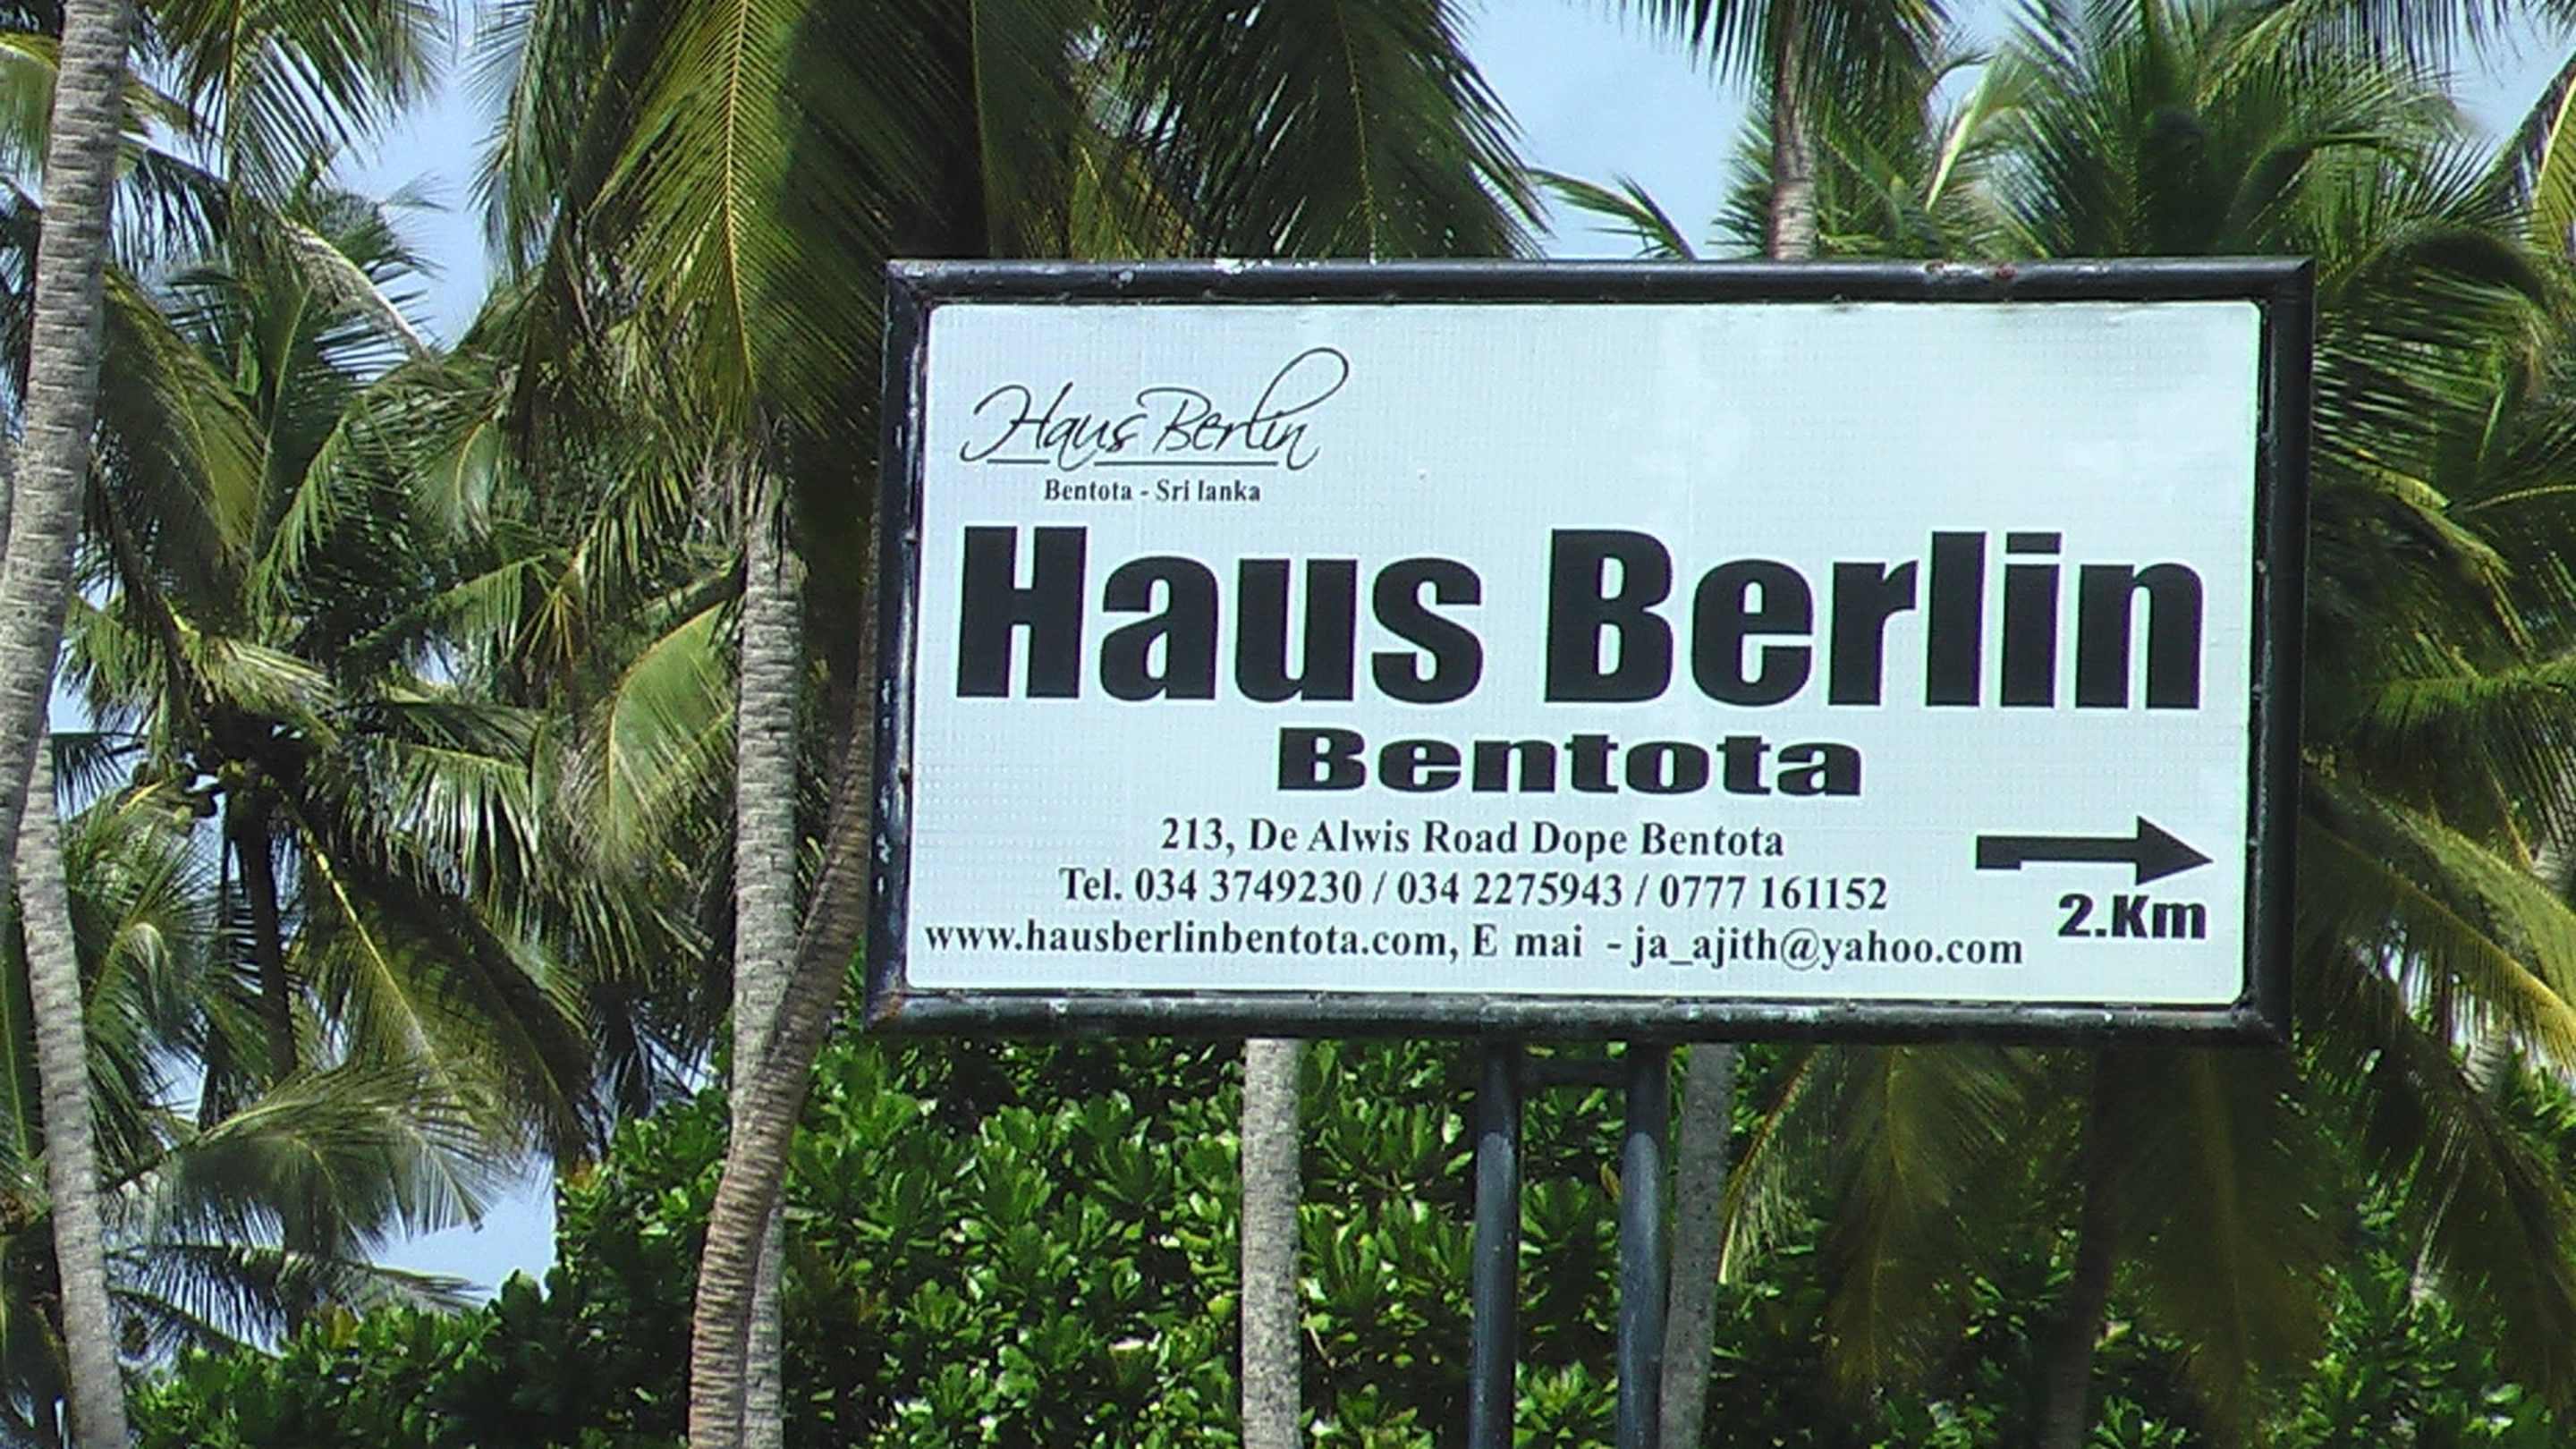 Haus Berlin
Bentota - Sri lanka
Haus Berlin
Bentota
213, De Alwis Road Dope Bentota
Tel. 034 3749230 / 034 2275943 / 0777 161152
www.hausberlinbentota.com, E mai - ja_ajith@yahoo.com
2.Km